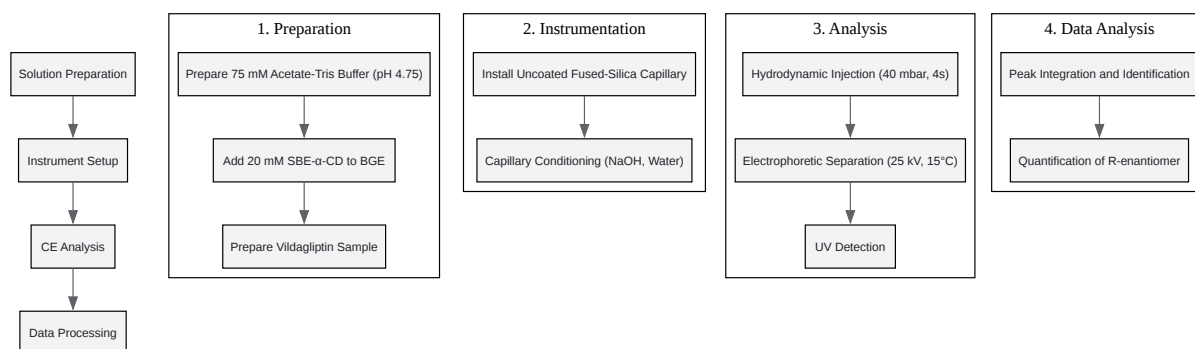 Solution Preparation
Instrument Setup
CE Analysis
Data Processing
1. Preparation
Prepare 75 mM Acetate-Tris Buffer (pH 4.75)
Add 20 mM SBE-α-CD to BGE
Prepare Vildagliptin Sample
2. Instrumentation
Install Uncoated Fused-Silica Capillary
Capillary Conditioning (NaOH, Water)
3. Analysis
Hydrodynamic Injection (40 mbar, 4s)
Electrophoretic Separation (25 kV, 15°C)
UV Detection
4. Data Analysis
Peak Integration and Identification
Quantification of R-enantiomer